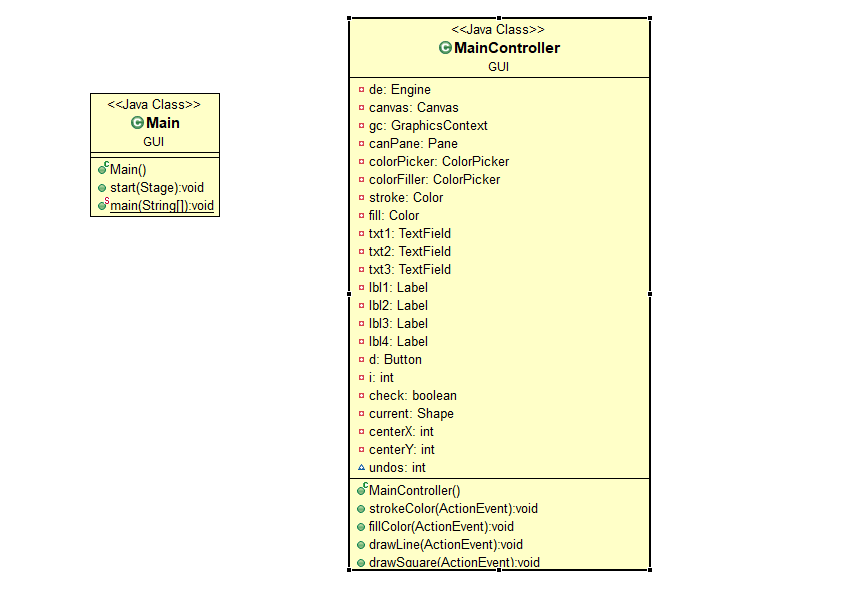 <<Java Class>>
Main
GUI
Main()
start(Stage):void
main(String[]):void
<<Java Class>>
MainController
GUI
de: Engine
canvas: Canvas
gc: GraphicsContext
canPane: Pane
colorPicker: ColorPicker
colorFiller: ColorPicker
stroke: Color
fill: Color
txt1: TextField
txt2: TextField
txt3: TextField
lbl1: Label
lbl2: Label
lbl3: Label
lbl4: Label
d: Button
i: int
check: boolean
current: Shape
centerX: int
centerY: int
undos: int
MainController()
strokeColor(ActionEvent):void
fillColor(ActionEvent):void
drawLine(ActionEvent):void
drawSquare(ActionEvent):void